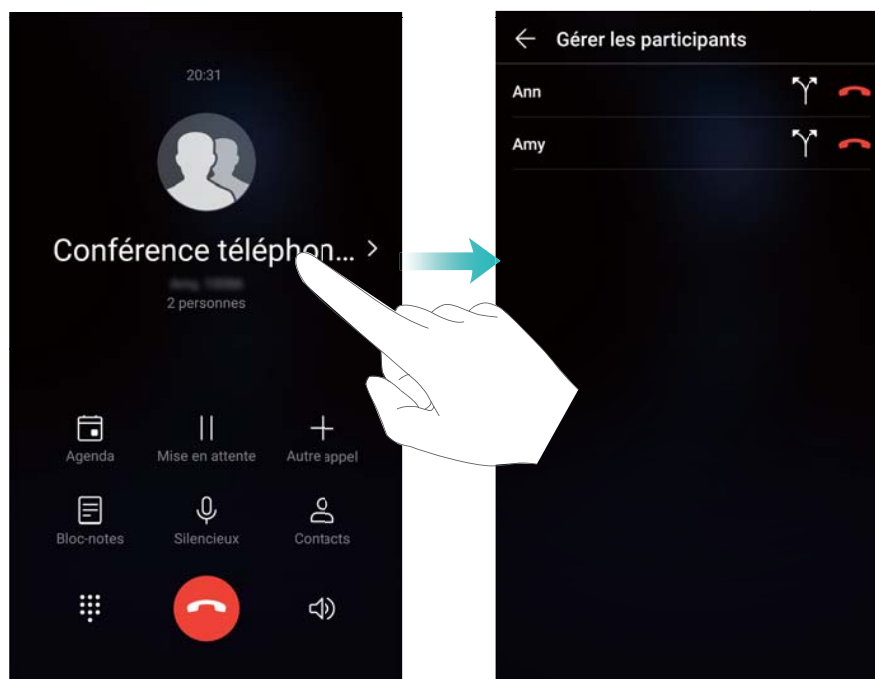 20:31
Conférence téléphon... >
2 personnes
Agenda Mise en attente Autre appel
Bloc-notes Silencieux Contacts
Gérer les participants
Ann
Amy